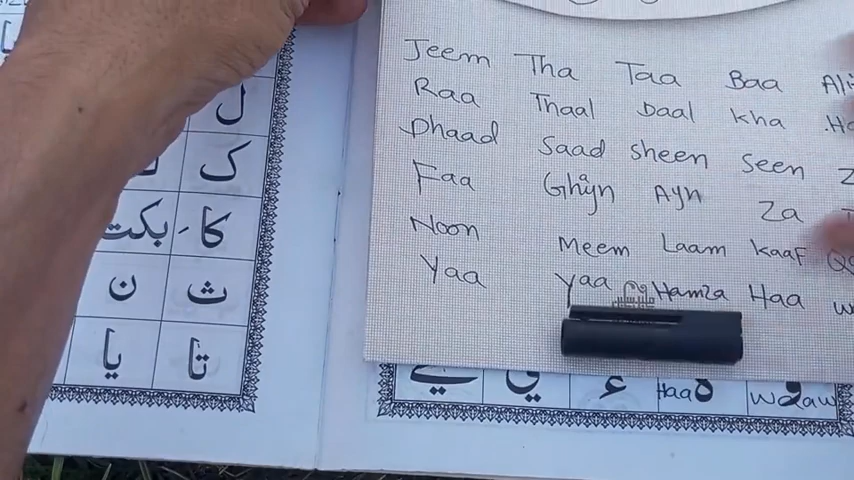 Jeem Tha Taa Baa
Raa Thaal Daal kha
Dhaad Saad Sheen Seen
Faa Ghayn Ayn Za
Noon Meem Laam kaaf
Yaa Yaa Hamza Haa
ل
ک
بکت کا
ن ث
یا تا
ے ي ء ه Haa و waaw